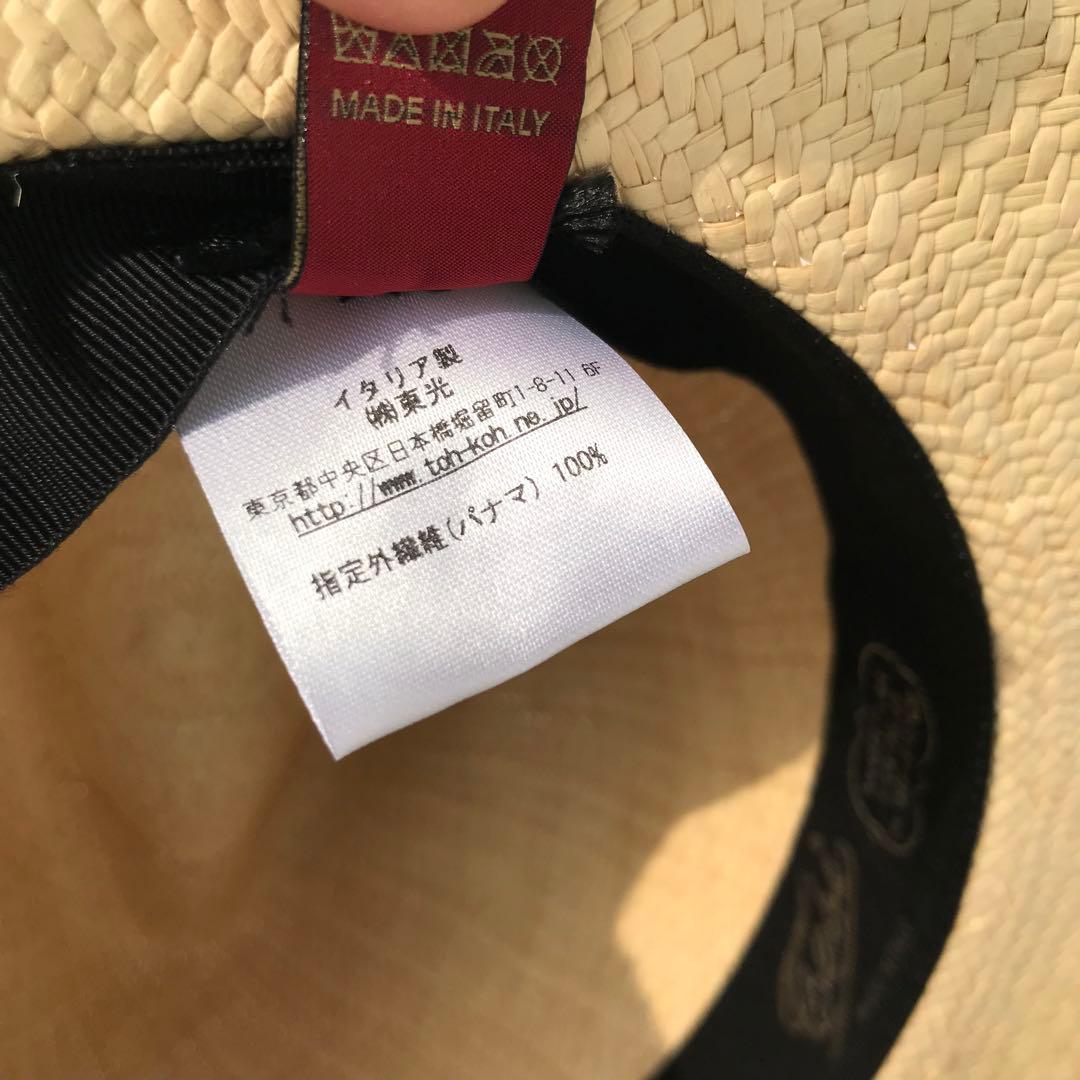 MADE IN ITALY
イタリア製
㈱東光
東京都中央区日本橋堀留町1-8-11 6F
http://www.toh-koh ne.jp/
指定外繊維(パナマ) 100%